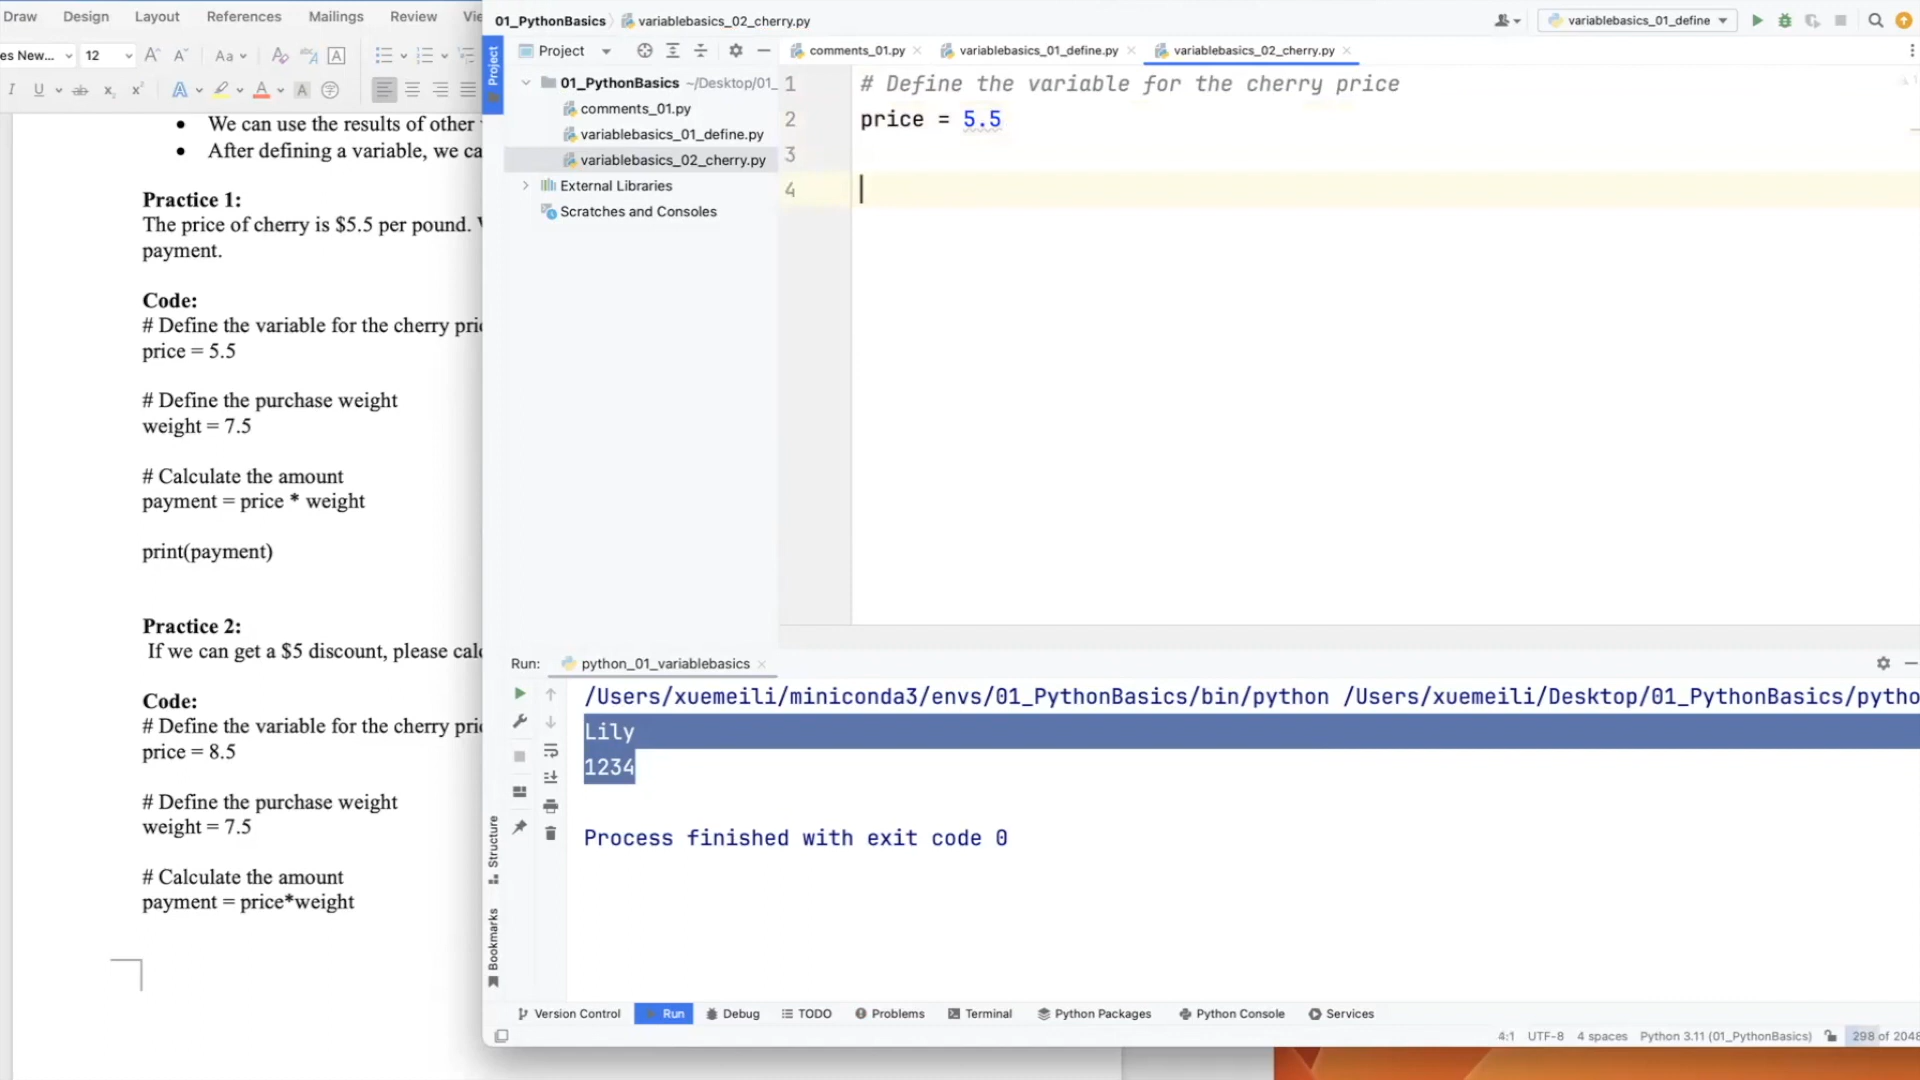 Draw Design Layout References Mailings Review
12
Aa
• We can use the results of other
• After defining a variable, we ca
Practice 1:
The price of cherry is $5.5 per pound.
payment.
Code:
# Define the variable for the cherry pric
price = 5.5
# Define the purchase weight
weight = 7.5
# Calculate the amount
payment = price * weight
print(payment)
Practice 2:
If we can get a $5 discount, please calc
Code:
# Define the variable for the cherry pric
price = 8.5
# Define the purchase weight
weight = 7.5
# Calculate the amount
payment = price*weight
01_PythonBasics variablebasics_02_cherry.py
variablebasics_01_define
Project
Project
comments_01.py variablebasics_01_define.py variablebasics_02_cherry.py
01_PythonBasics ~/Desktop/01_
comments_01.py
variablebasics_01_define.py
variablebasics_02_cherry.py
External Libraries
Scratches and Consoles
1 # Define the variable for the cherry price
2 price = 5.5
3
4
Run: python_01_variablebasics
/Users/xuemeili/miniconda3/envs/01_PythonBasics/bin/python /Users/xuemeili/Desktop/01_PythonBasics/pytho
Lily
1234
Process finished with exit code 0
Structure
Bookmarks
Version Control Run Debug TODO Problems Terminal Python Packages Python Console Services
4:1 UTF-8 4 spaces Python 3.11 (01_PythonBasics) 298 of 2048